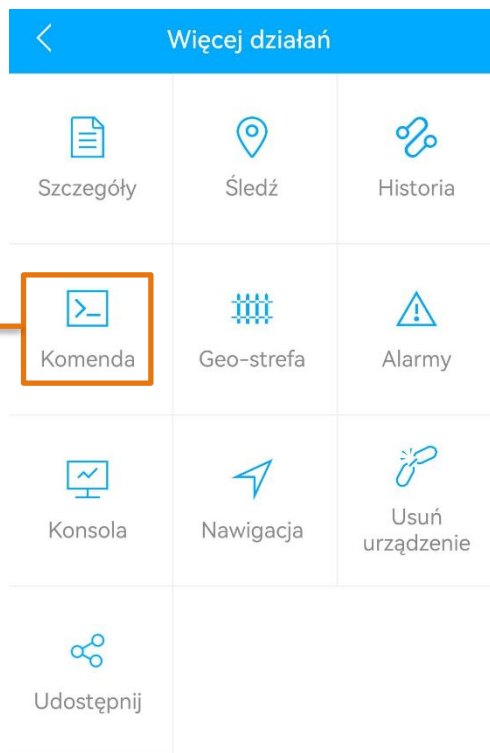 Więcej działań
Szczegóły
Śledź
Historia
Komenda
Geo-strefa
Alarmy
Konsola
Nawigacja
Usuń
urządzenie
Udostępnij